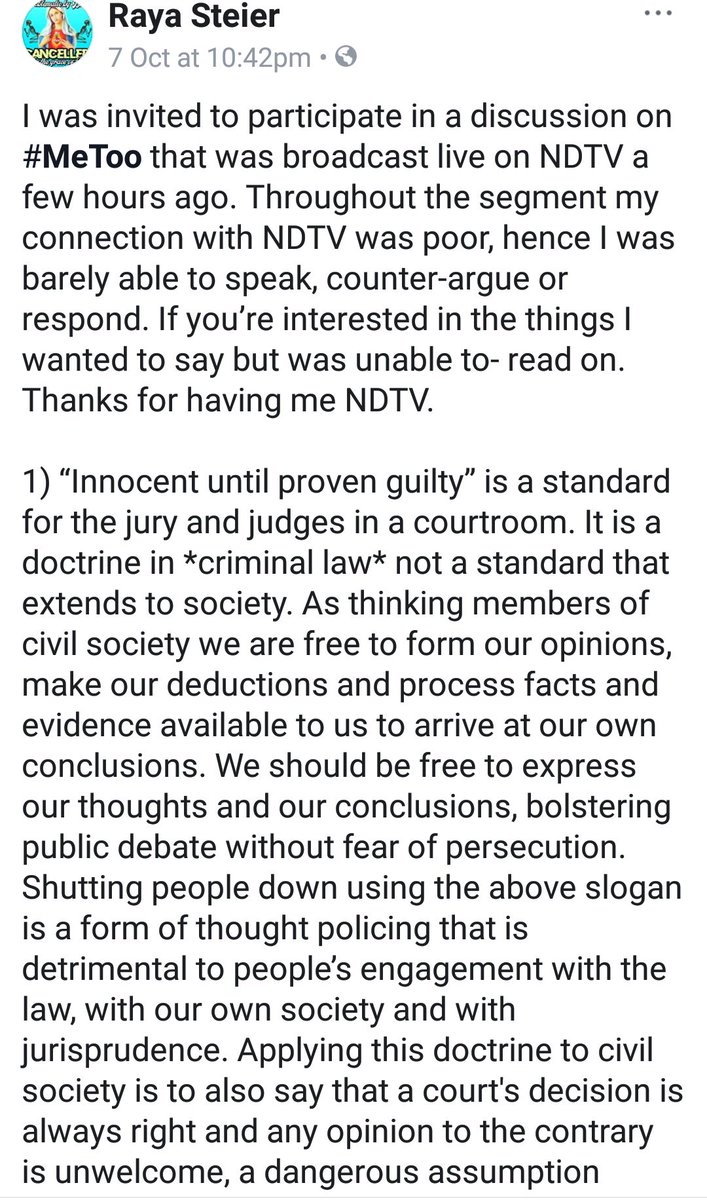 Raya Steier
7 Oct at 10:42pm •
I was invited to participate in a discussion on
#MeToo that was broadcast live on NDTV a
few hours ago. Throughout the segment my
connection with NDTV was poor, hence I was
barely able to speak, counter-argue or
respond. If you’re interested in the things I
wanted to say but was unable to- read on.
Thanks for having me NDTV.
1) “Innocent until proven guilty” is a standard
for the jury and judges in a courtroom. It is a
doctrine in *criminal law* not a standard that
extends to society. As thinking members of
civil society we are free to form our opinions,
make our deductions and process facts and
evidence available to us to arrive at our own
conclusions. We should be free to express
our thoughts and our conclusions, bolstering
public debate without fear of persecution.
Shutting people down using the above slogan
is a form of thought policing that is
detrimental to people’s engagement with the
law, with our own society and with
jurisprudence. Applying this doctrine to civil
society is to also say that a court's decision is
always right and any opinion to the contrary
is unwelcome, a dangerous assumption